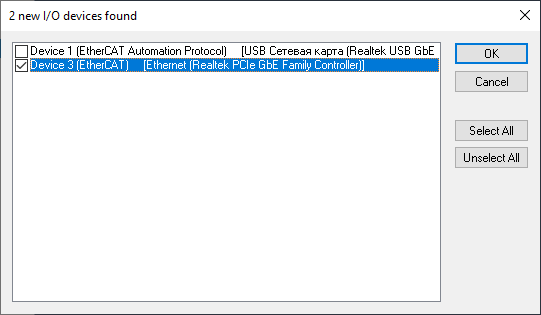 2 new I/O devices found
Device 1 (EtherCAT Automation Protocol) [USB Сетевая карта (Realtek USB GbE
Device 3 (EtherCAT) [Ethernet (Realtek PCIe GbE Family Controller)]
OK
Cancel
Select All
Unselect All